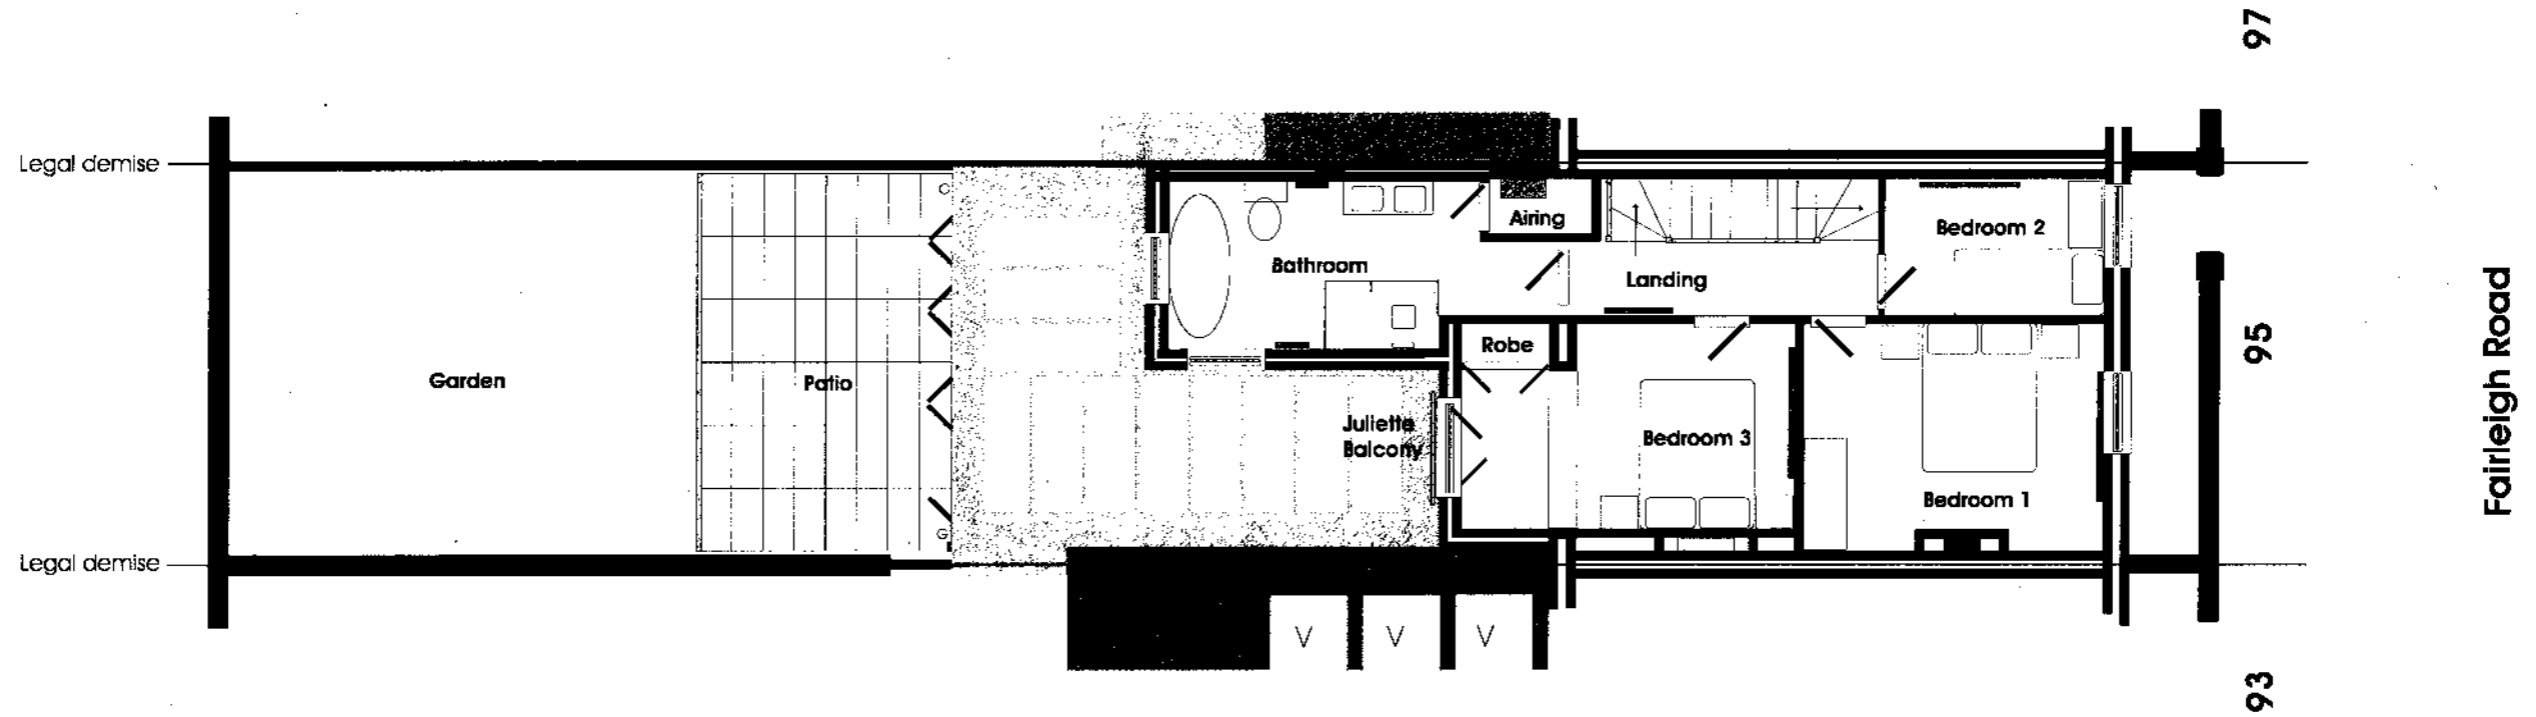 97
Legal demise
C
Airing
Bedroom 2
Bathroom
Landing
Robe
95
Garden
Patio
Juliette
Balcony
Bedroom 3
Bedroom 1
Fairleigh Road
G
Legal demise
V V V
93